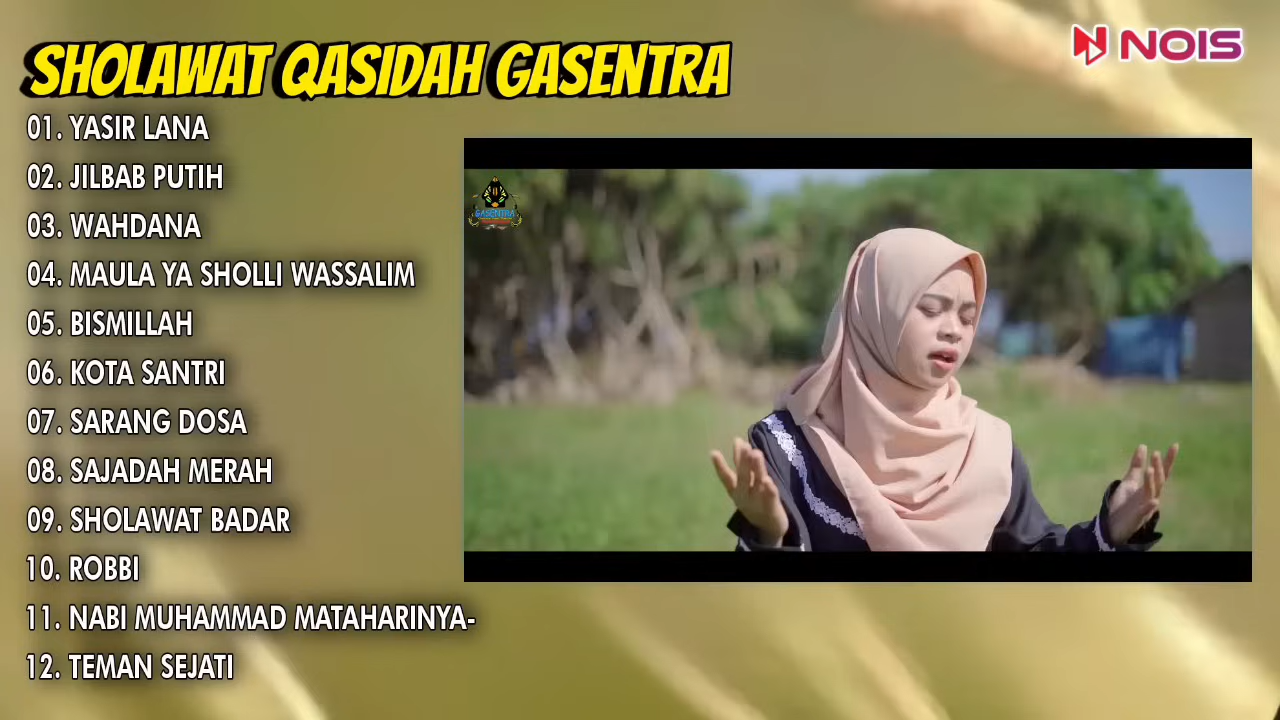 SHOLAWAT QASIDAH GASENTRA
NOIS
01. YASIR LANA
02. JILBAB PUTIH
03. WAHDANA
04. MAULA YA SHOLLI WASSALIM
05. BISMILLAH
06. KOTA SANTRI
07. SARANG DOSA
08. SAJADAH MERAH
09. SHOLAWAT BADAR
10. ROBBI
11. NABI MUHAMMAD MATAHARINYA-
12. TEMAN SEJATI
GASENTRA